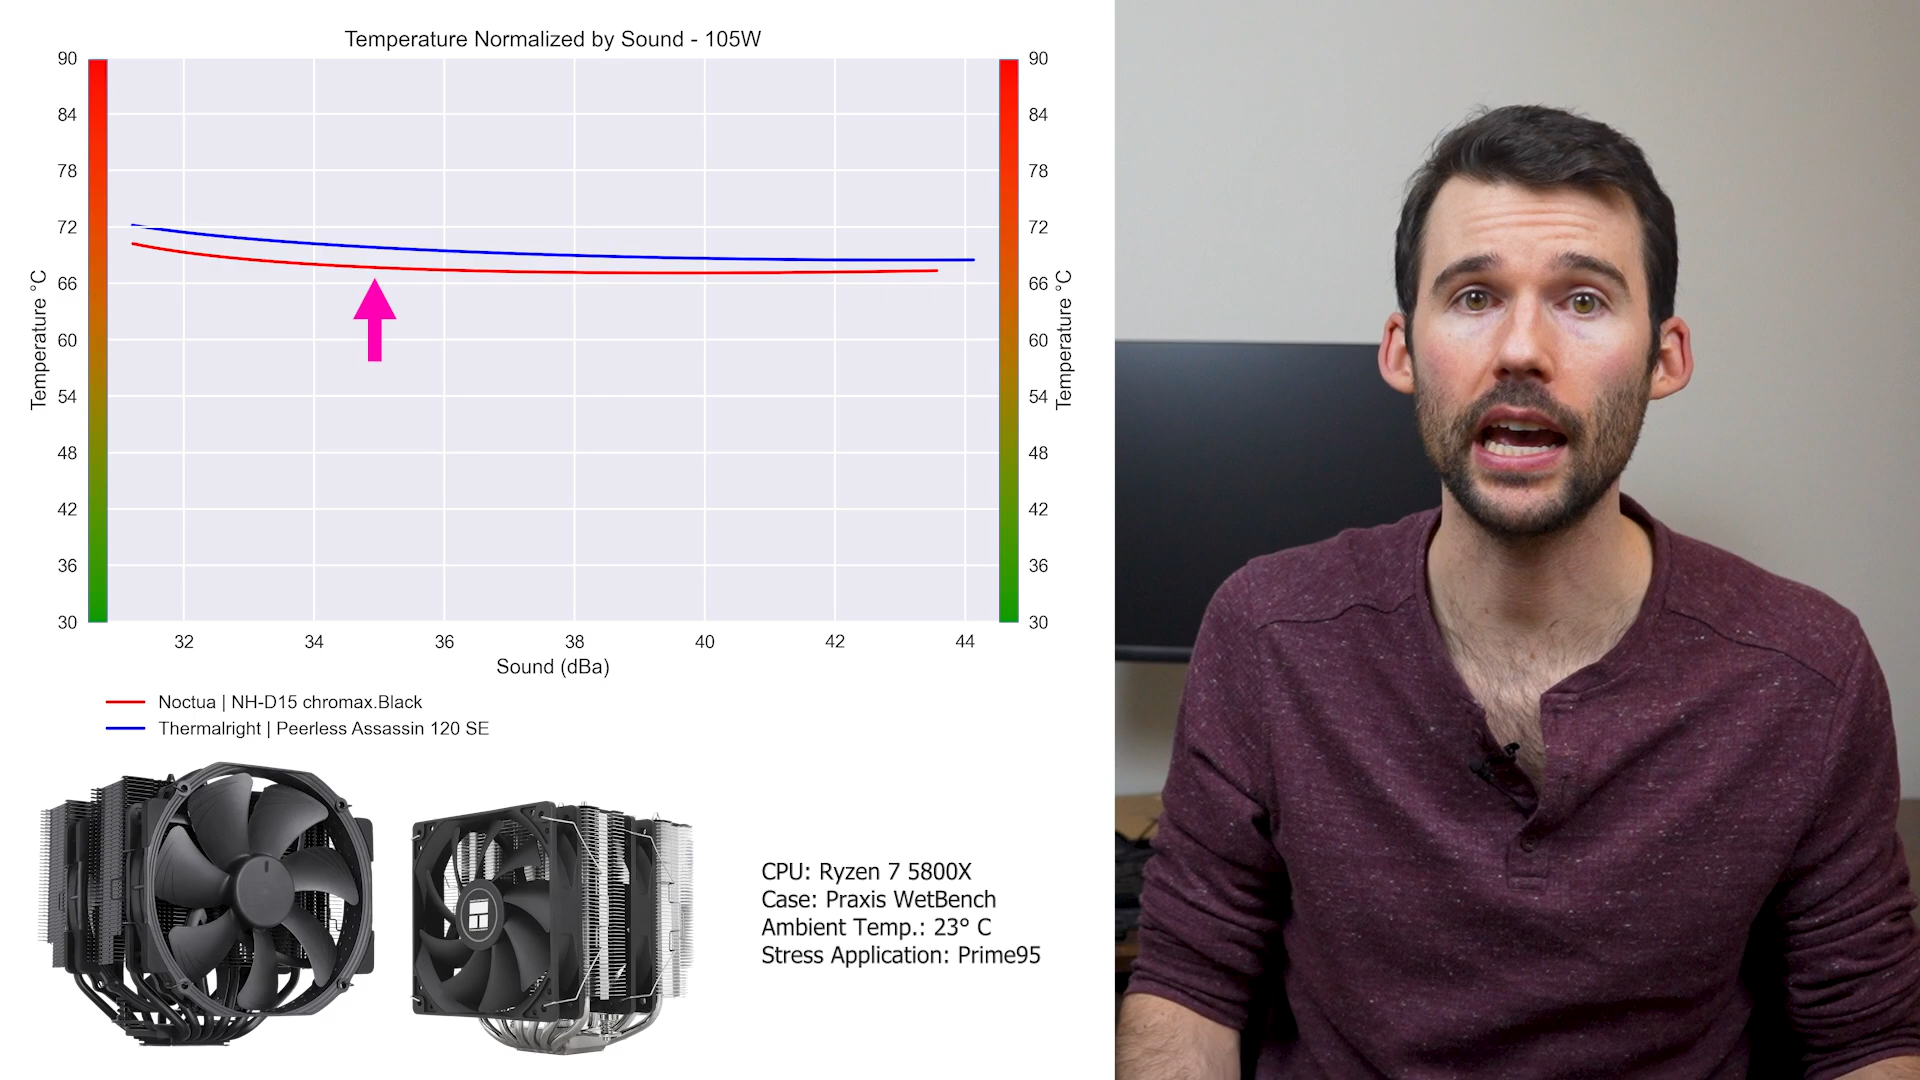 Temperature Normalized by Sound - 105W
90
84
78
72
66
60
54
48
42
36
30
Temperature °C
90
84
78
72
66
60
54
48
42
36
30
Temperature °C
32 34 36 38 40 42 44
Sound (dBa)
Noctua | NH-D15 chromax.Black
Thermalright | Peerless Assassin 120 SE
CPU: Ryzen 7 5800X
Case: Praxis WetBench
Ambient Temp.: 23° C
Stress Application: Prime95